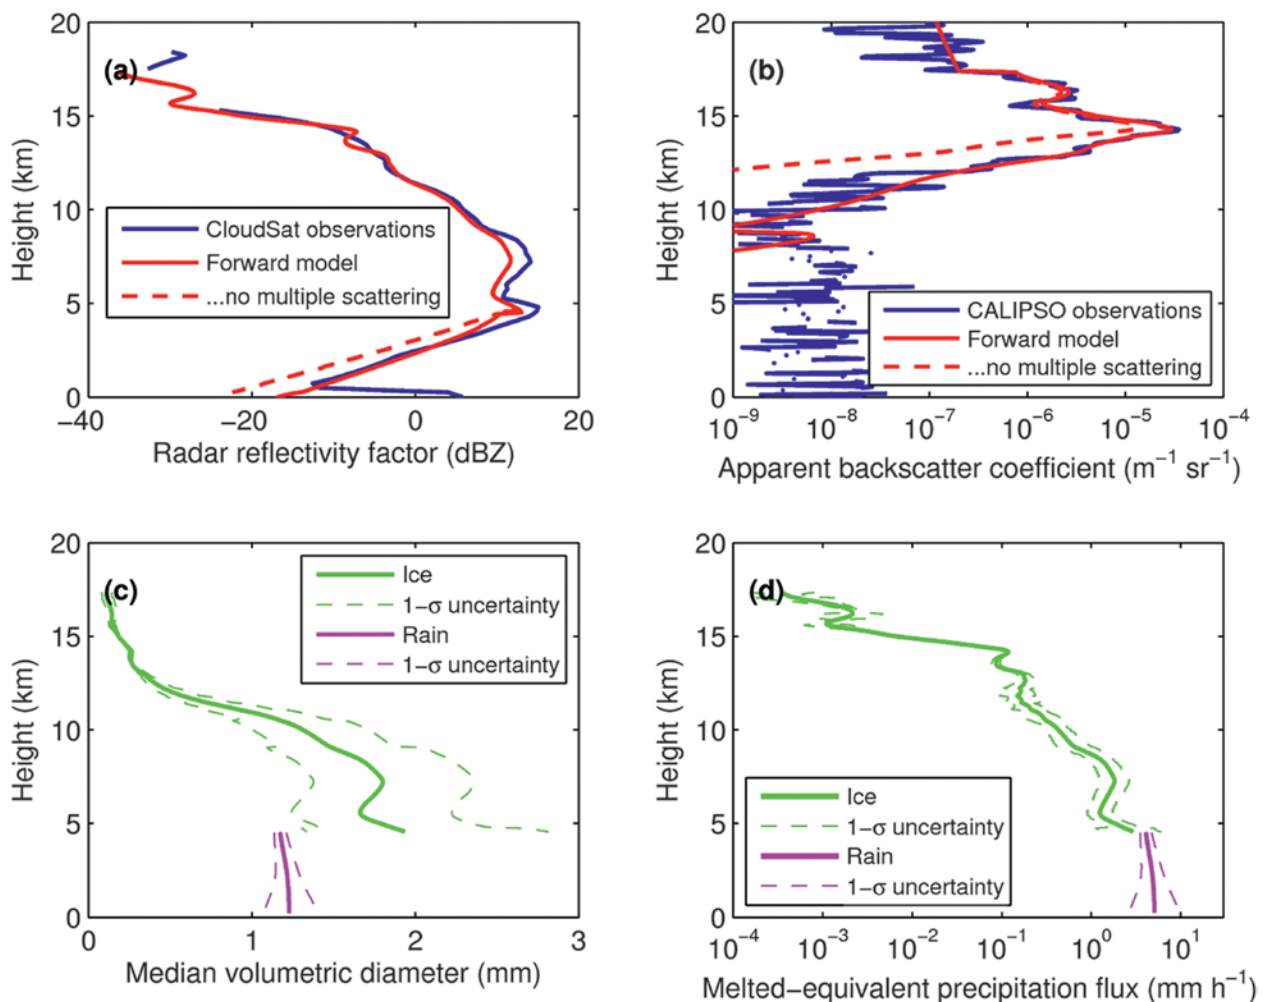 (a)
20
15
10
5
0
Height (km)
CloudSat observations
Forward model
...no multiple scattering
−40 −20 0 20
Radar reflectivity factor (dBZ)
(b)
20
15
10
5
0
Height (km)
CALIPSO observations
Forward model
...no multiple scattering
10⁻⁹ 10⁻⁸ 10⁻⁷ 10⁻⁶ 10⁻⁵ 10⁻⁴
Apparent backscatter coefficient (m⁻¹ sr⁻¹)
(c)
20
15
10
5
0
Height (km)
Ice
1−σ uncertainty
Rain
1−σ uncertainty
0 1 2 3
Median volumetric diameter (mm)
(d)
20
15
10
5
0
Height (km)
Ice
1−σ uncertainty
Rain
1−σ uncertainty
10⁻⁴ 10⁻³ 10⁻² 10⁻¹ 10⁰ 10¹
Melted−equivalent precipitation flux (mm h⁻¹)